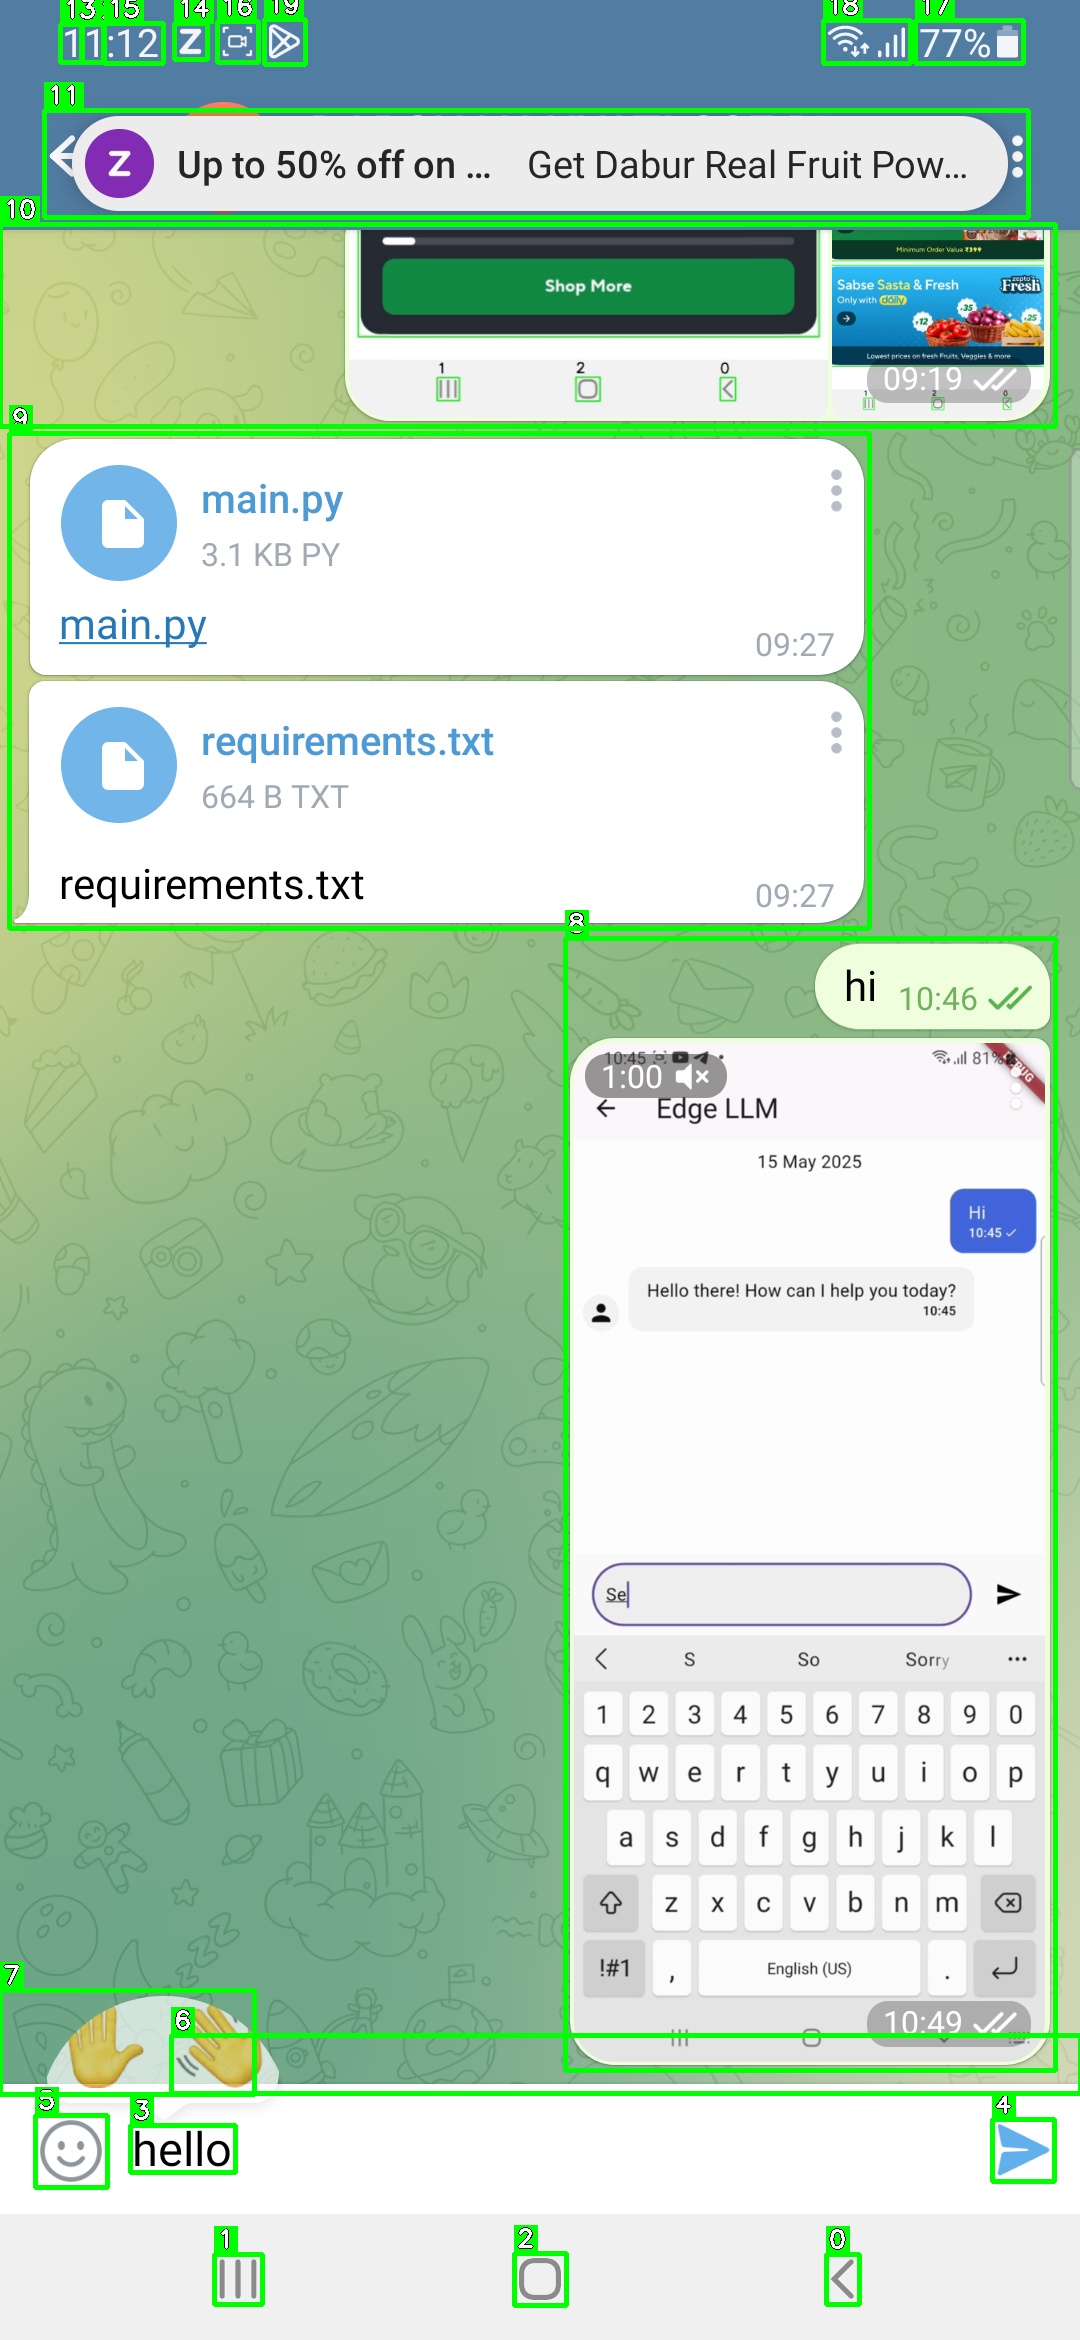 13 15 14 16 19 18 17
11:12 Z 77%
11
Z Up to 50% off on ... Get Dabur Real Fruit Pow...
10
Shop More
Minimum Order Value ₹399
Sabse Sasta & Fresh
Only with daily
zepto Fresh
₹12 ₹35 ₹25
Lowest prices on fresh Fruits, Veggies & more
09:19
1 2 0
1 2 0
9
main.py
3.1 KB PY
main.py
09:27
requirements.txt
664 B TXT
requirements.txt
09:27
8
hi 10:46
10:45 81%
1:00
Edge LLM
15 May 2025
Hi
10:45
Hello there! How can I help you today?
10:45
Se
S So Sorry
1 2 3 4 5 6 7 8 9 0
q w e r t y u i o p
a s d f g h j k l
z x c v b n m
!#1 , English (US) .
10:49
7
6
5 3 4
hello
1 2 0